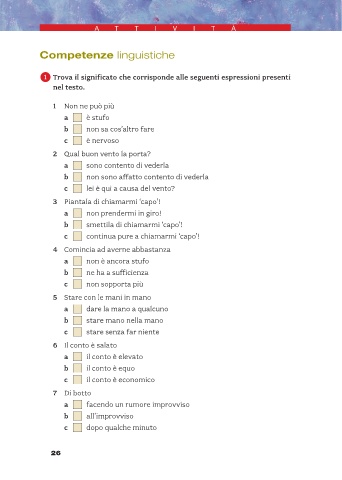 ATTIVITÀ
Competenze linguistiche
1 Trova il significato che corrisponde alle seguenti espressioni presenti
nel testo.
1 Non ne può più
a è stufo
b non sa cos'altro fare
c è nervoso
2 Qual buon vento la porta?
a sono contento di vederla
b non sono affatto contento di vederla
c lei è qui a causa del vento?
3 Piantala di chiamarmi 'capo'!
a non prendermi in giro!
b smettila di chiamarmi 'capo'!
c continua pure a chiamarmi 'capo'!
4 Comincia ad averne abbastanza
a non è ancora stufo
b ne ha a sufficienza
c non sopporta più
5 Stare con le mani in mano
a dare la mano a qualcuno
b stare mano nella mano
c stare senza far niente
6 Il conto è salato
a il conto è elevato
b il conto è equo
c il conto è economico
7 Di botto
a facendo un rumore improvviso
b all'improvviso
c dopo qualche minuto
26